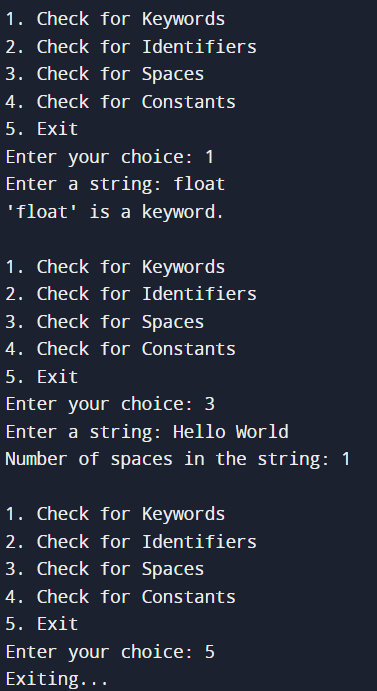 1. Check for Keywords
2. Check for Identifiers
3. Check for Spaces
4. Check for Constants
5. Exit
Enter your choice: 1
Enter a string: float
'float' is a keyword.

1. Check for Keywords
2. Check for Identifiers
3. Check for Spaces
4. Check for Constants
5. Exit
Enter your choice: 3
Enter a string: Hello World
Number of spaces in the string: 1

1. Check for Keywords
2. Check for Identifiers
3. Check for Spaces
4. Check for Constants
5. Exit
Enter your choice: 5
Exiting...